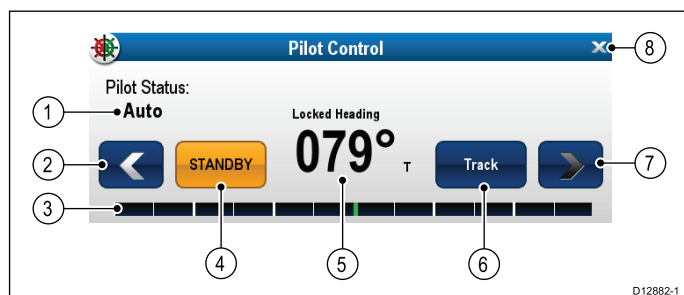 Pilot Control
8
Pilot Status:
1
Auto
Locked Heading
079°
T
2
STANDBY
Track
7
3
4
5
6
D12882-1